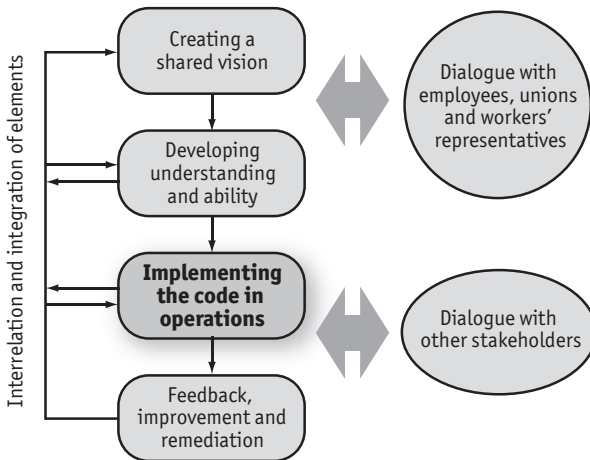 Interrelation and integration of elements
Creating a
shared vision
Developing
understanding
and ability
Implementing
the code in
operations
Feedback,
improvement and
remediation
Dialogue with
employees, unions
and workers’
representatives
Dialogue with
other stakeholders